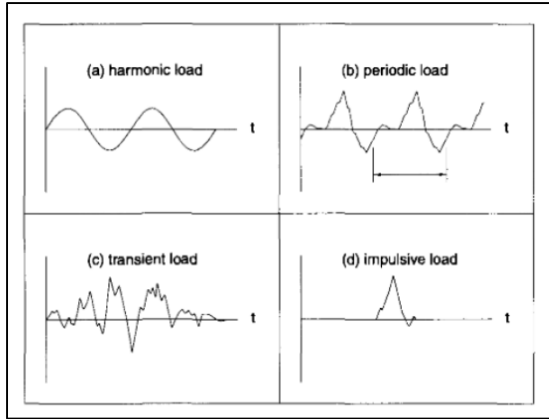 (a) harmonic load
t
(b) periodic load
t
(c) transient load
t
(d) impulsive load
t